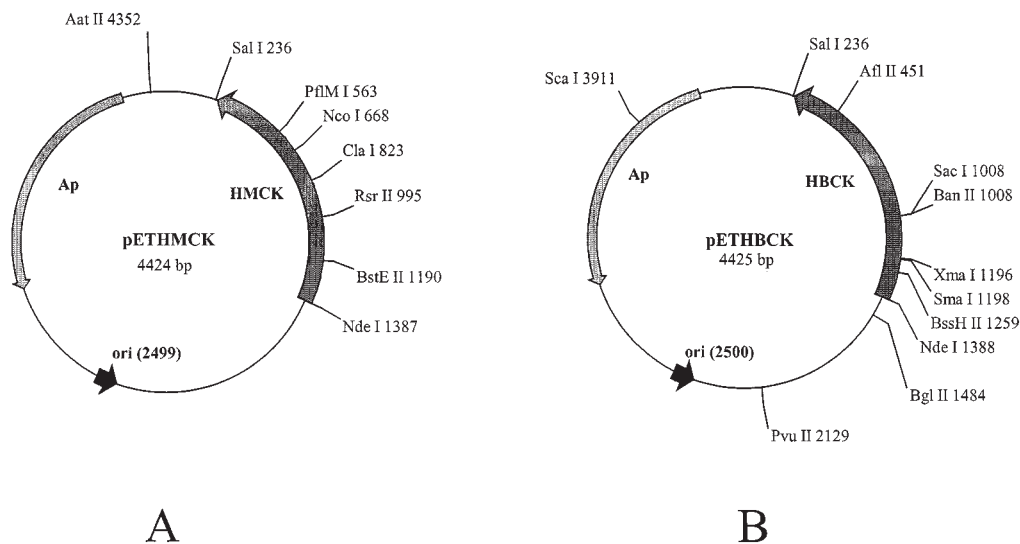 Aat II 4352
Sal I 236
PflM I 563
Nco I 668
Cla I 823
Rsr II 995
BstE II 1190
Nde I 1387
Ap
HMCK
pETHMCK
4424 bp
ori (2499)
A
Sca I 3911
Sal I 236
Afl II 451
Sac I 1008
Ban II 1008
Xma I 1196
Sma I 1198
BssH II 1259
Nde I 1388
Bgl II 1484
Pvu II 2129
Ap
HBCK
pETHBCK
4425 bp
ori (2500)
B